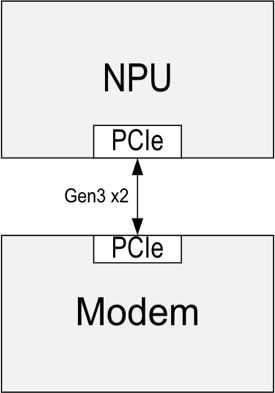 NPU
PCIe
Gen3 x2
PCIe
Modem